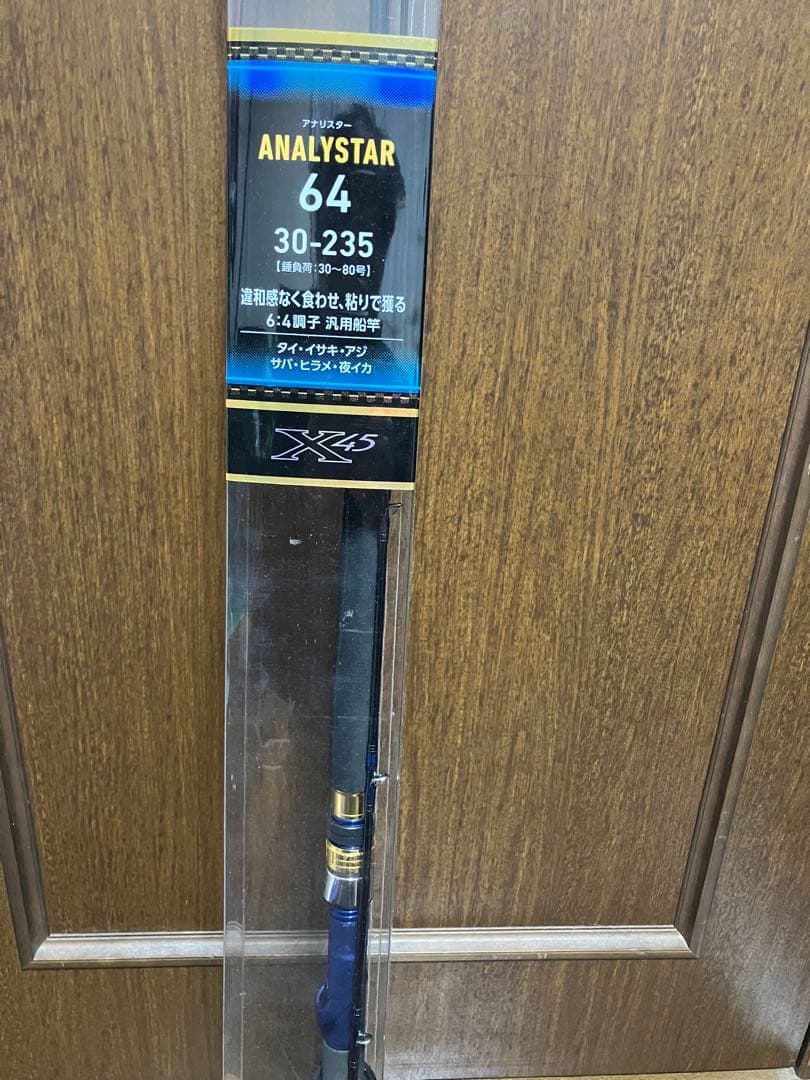 アナリスター
ANALYSTAR
64
30-235
【錘負荷:30〜80号】
違和感なく食わせ、粘りで獲る
6:4調子 汎用船竿
タイ・イサキ・アジ
サバ・ヒラメ・夜イカ
X45